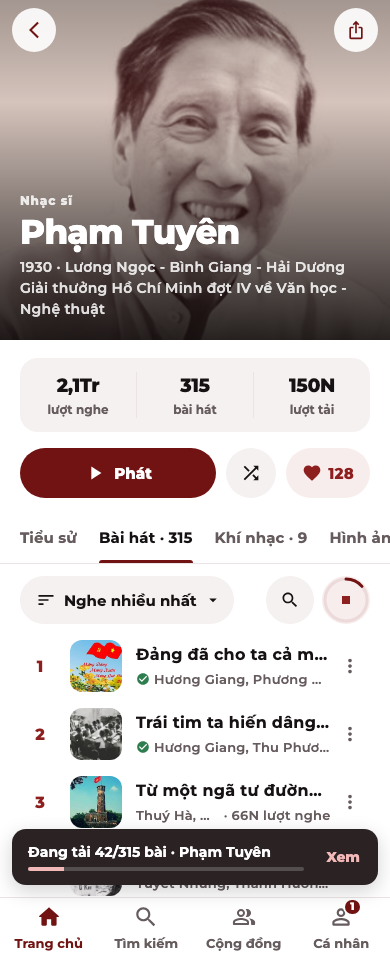 Nhạc sĩ
Phạm Tuyên
1930 · Lương Ngọc - Bình Giang - Hải Dương
Giải thưởng Hồ Chí Minh đợt IV về Văn học -
Nghệ thuật
2,1Tr 315 150N
lượt nghe bài hát lượt tải
Phát 128
Tiểu sử Bài hát · 315 Khí nhạc · 9 Hình ản
Nghe nhiều nhất
1 Đảng đã cho ta cả m...
Hương Giang, Phương ...
2 Trái tim ta hiến dâng...
Hương Giang, Thu Phươ...
3 Từ một ngã tư đườn...
Thuý Hà, ... · 66N lượt nghe
Đang tải 42/315 bài · Phạm Tuyên Xem
1
Trang chủ Tìm kiếm Cộng đồng Cá nhân